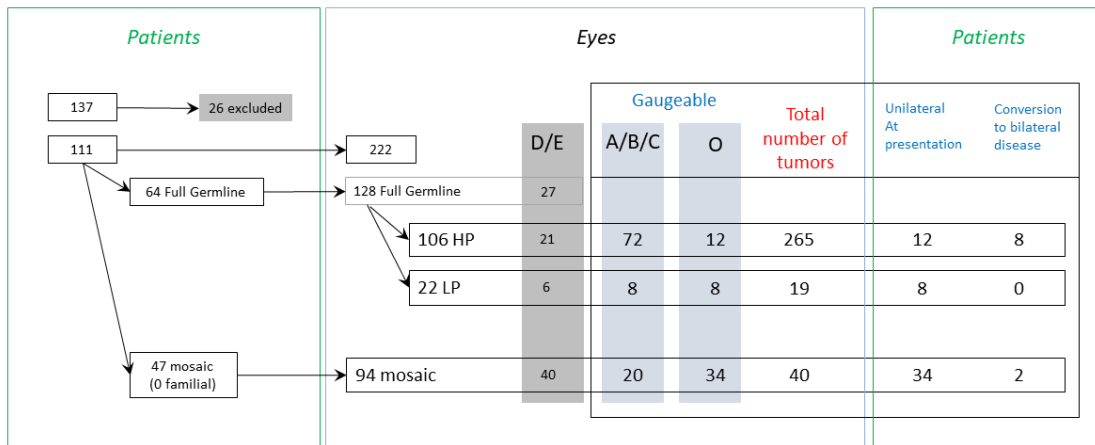 Patients
Eyes
Patients
137
26 excluded
Gaugeable
D/E
A/B/C
O
Total
number of
tumors
Unilateral
At
presentation
Conversion
to bilateral
disease
111
222
64 Full Germline
128 Full Germline
27
106 HP 21 72 12 265 12 8
22 LP 6 8 8 19 8 0
47 mosaic
(0 familial)
94 mosaic 40 20 34 40 34 2